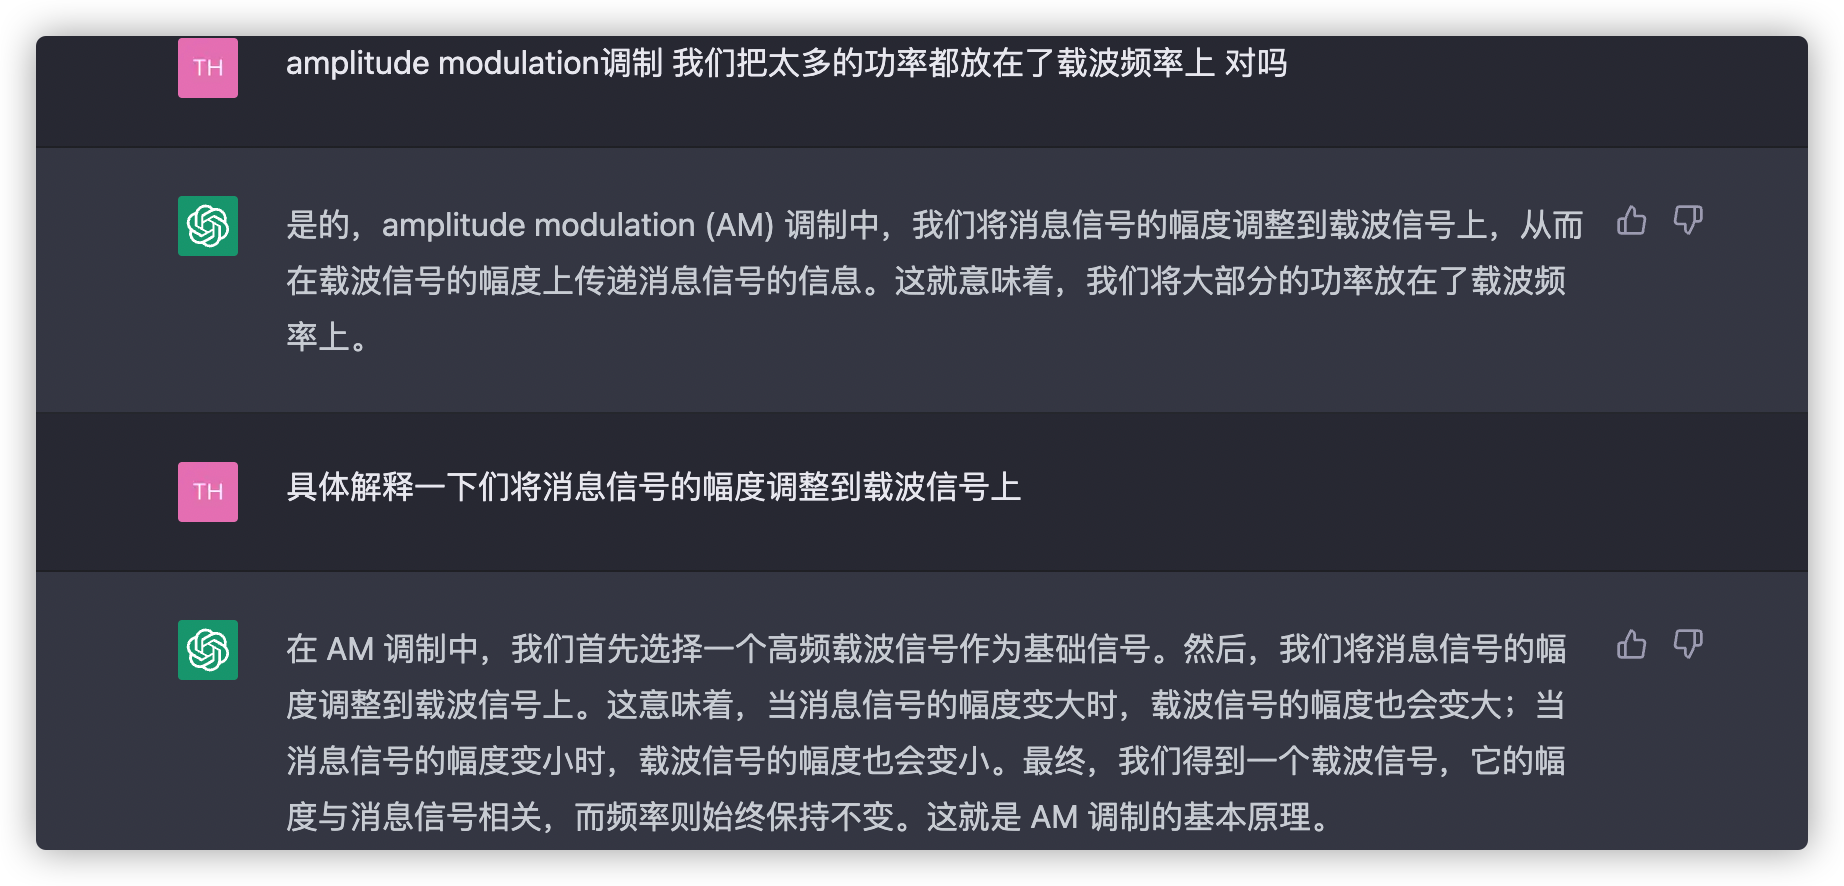 TH
amplitude modulation调制 我们把太多的功率都放在了载波频率上 对吗
是的，amplitude modulation (AM) 调制中，我们将消息信号的幅度调整到载波信号上，从而
在载波信号的幅度上传递消息信号的信息。这就意味着，我们将大部分的功率放在了载波频
率上。
TH
具体解释一下们将消息信号的幅度调整到载波信号上
在 AM 调制中，我们首先选择一个高频载波信号作为基础信号。然后，我们将消息信号的幅
度调整到载波信号上。这意味着，当消息信号的幅度变大时，载波信号的幅度也会变大；当
消息信号的幅度变小时，载波信号的幅度也会变小。最终，我们得到一个载波信号，它的幅
度与消息信号相关，而频率则始终保持不变。这就是 AM 调制的基本原理。